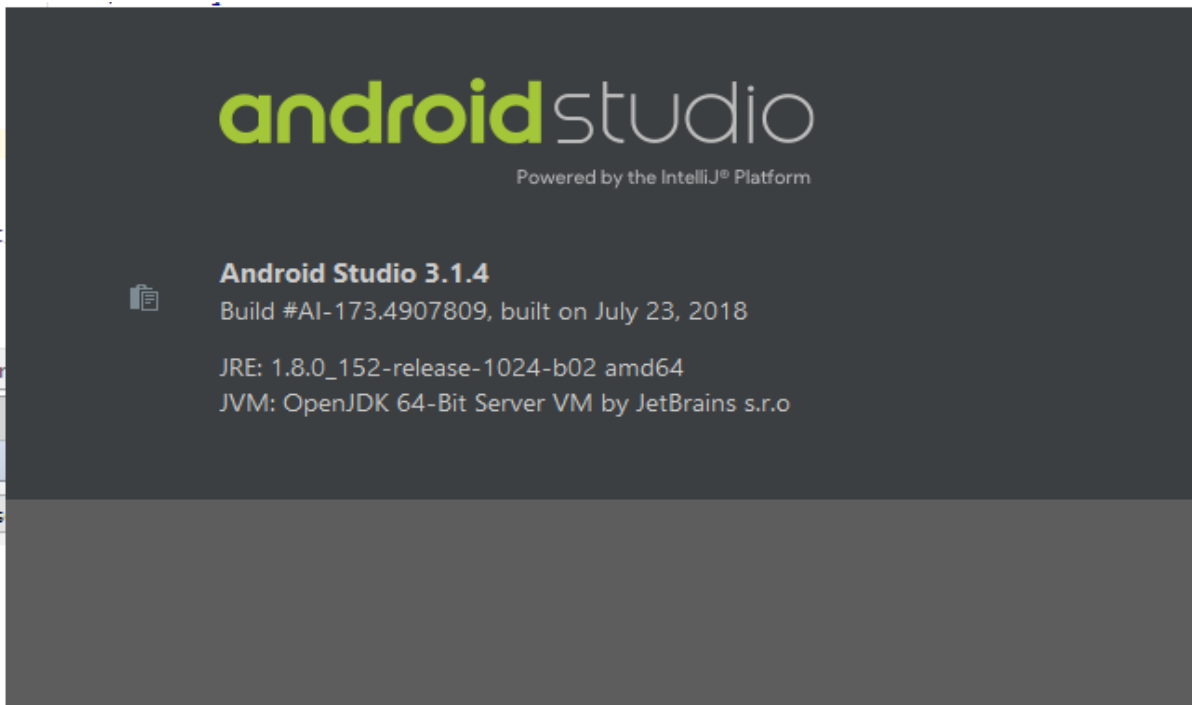 androidstudio
Powered by the IntelliJ® Platform
Android Studio 3.1.4
Build #AI-173.4907809, built on July 23, 2018
JRE: 1.8.0_152-release-1024-b02 amd64
JVM: OpenJDK 64-Bit Server VM by JetBrains s.r.o